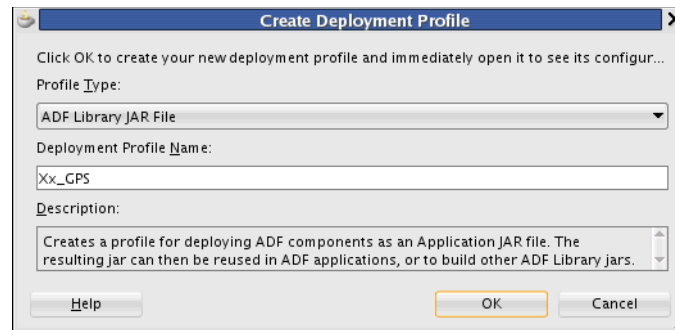 Create Deployment Profile
Click OK to create your new deployment profile and immediately open it to see its configur...
Profile Type:
ADF Library JAR File
Deployment Profile Name:
Xx_GPS
Description:
Creates a profile for deploying ADF components as an Application JAR file. The
resulting jar can then be reused in ADF applications, or to build other ADF Library jars.
Help
OK
Cancel